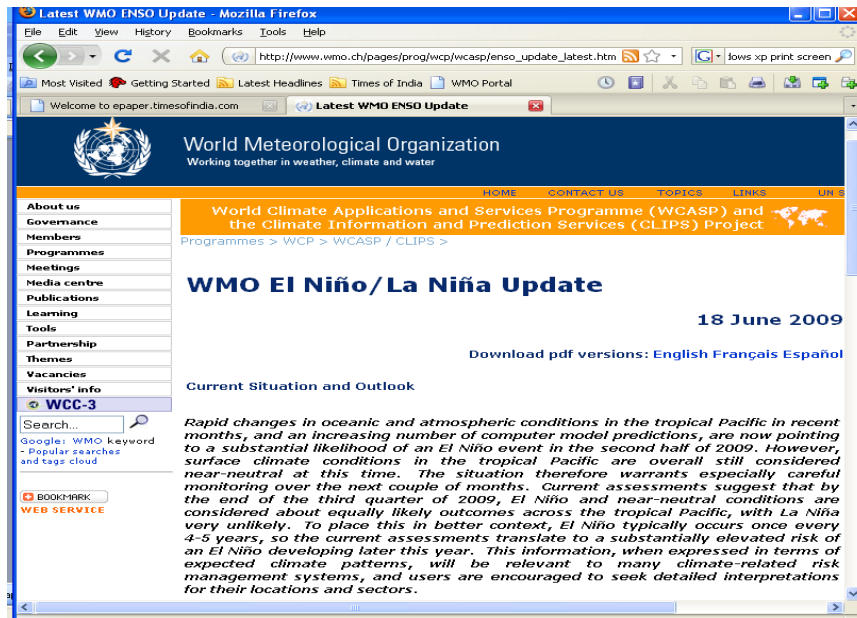 Latest WMO ENSO Update - Mozilla Firefox
File Edit View History Bookmarks Tools Help
http://www.wmo.ch/pages/prog/wcp/wcasp/enso_update_latest.htm
G
dows xp print screen
Most Visited Getting Started Latest Headlines Times of India WMO Portal
Welcome to epaper.timesofindia.com Latest WMO ENSO Update
World Meteorological Organization
Working together in weather, climate and water
HOME CONTACT US TOPICS LINKS UN S
World Climate Applications and Services Programme (WCASP) and
the Climate Information and Prediction Services (CLIPS) Project
Programmes > WCP > WCASP / CLIPS >
About us
Governance
Members
Programmes
Meetings
Media centre
Publications
Learning
Tools
Partnership
Themes
Vacancies
Visitors' info
WCC-3
Search...
Google: WMO keyword
- Popular searches
and tags cloud
BOOKMARK
WEB SERVICE
WMO El Niño/La Niña Update
18 June 2009
Download pdf versions: English Français Español
Current Situation and Outlook
Rapid changes in oceanic and atmospheric conditions in the tropical Pacific in recent
months, and an increasing number of computer model predictions, are now pointing
to a substantial likelihood of an El Niño event in the second half of 2009. However,
surface climate conditions in the tropical Pacific are overall still considered
near-neutral at this time. The situation therefore warrants especially careful
monitoring over the next couple of months. Current assessments suggest that by
the end of the third quarter of 2009, El Niño and near-neutral conditions are
considered about equally likely outcomes across the tropical Pacific, with La Niña
very unlikely. To place this in better context, El Niño typically occurs once every
4-5 years, so the current assessments translate to a substantially elevated risk of
an El Niño developing later this year. This information, when expressed in terms of
expected climate patterns, will be relevant to many climate-related risk
management systems, and users are encouraged to seek detailed interpretations
for their locations and sectors.